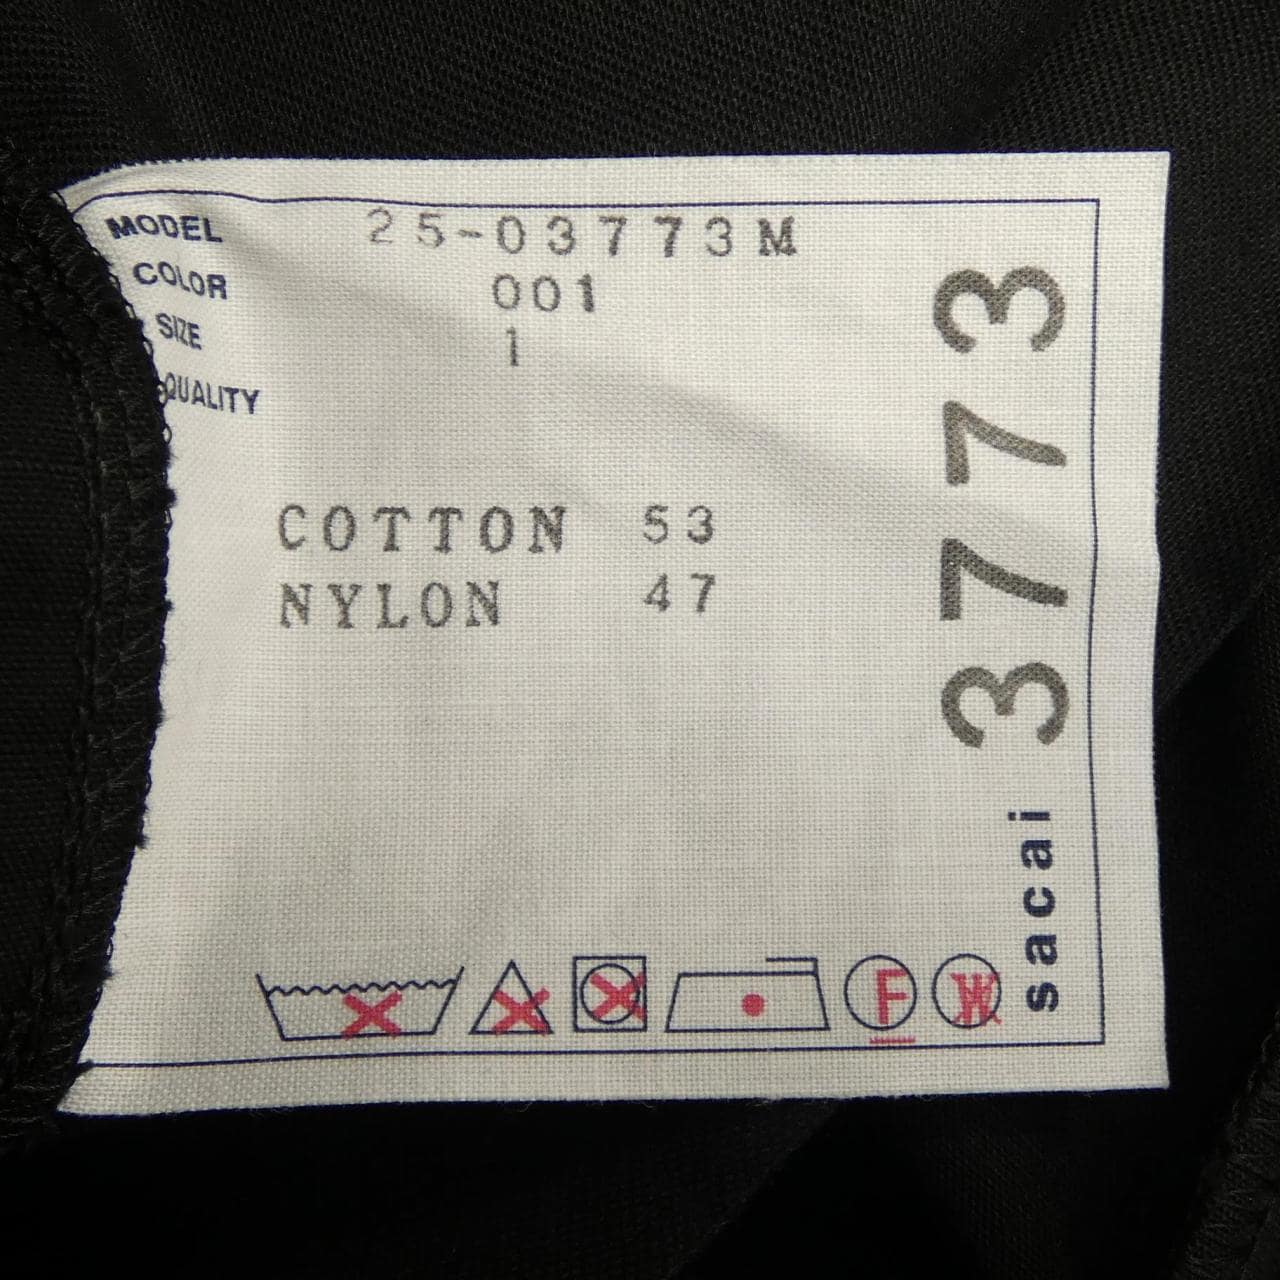 MODEL 25-03773M
COLOR 001
SIZE 1
QUALITY
COTTON 53
NYLON 47
F
W
sacai 3773